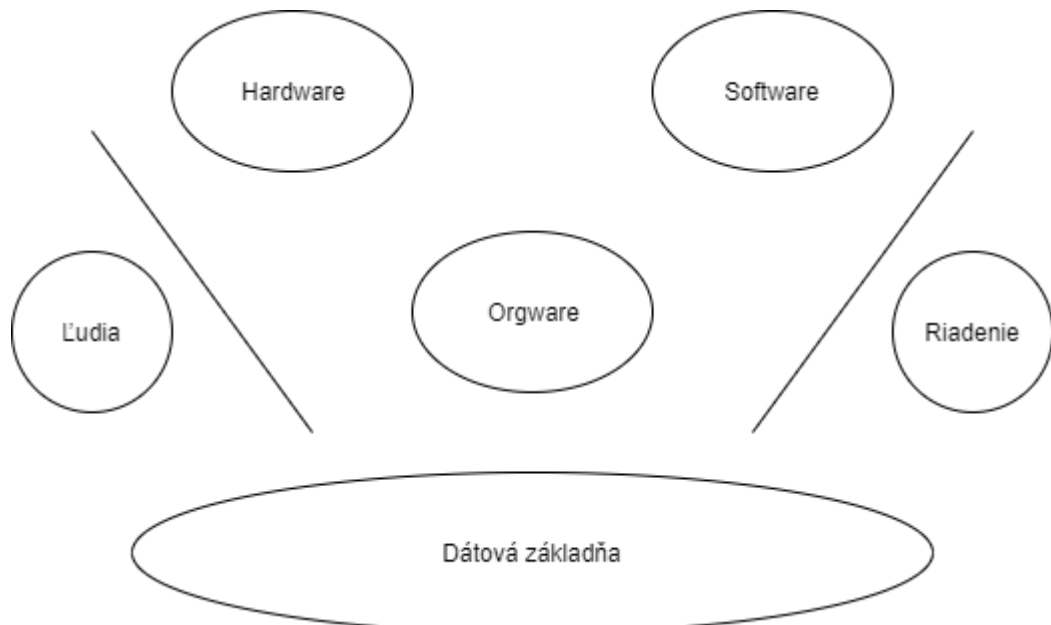 Hardware
Software
Orgware
Ľudia
Riadenie
Dátová základňa